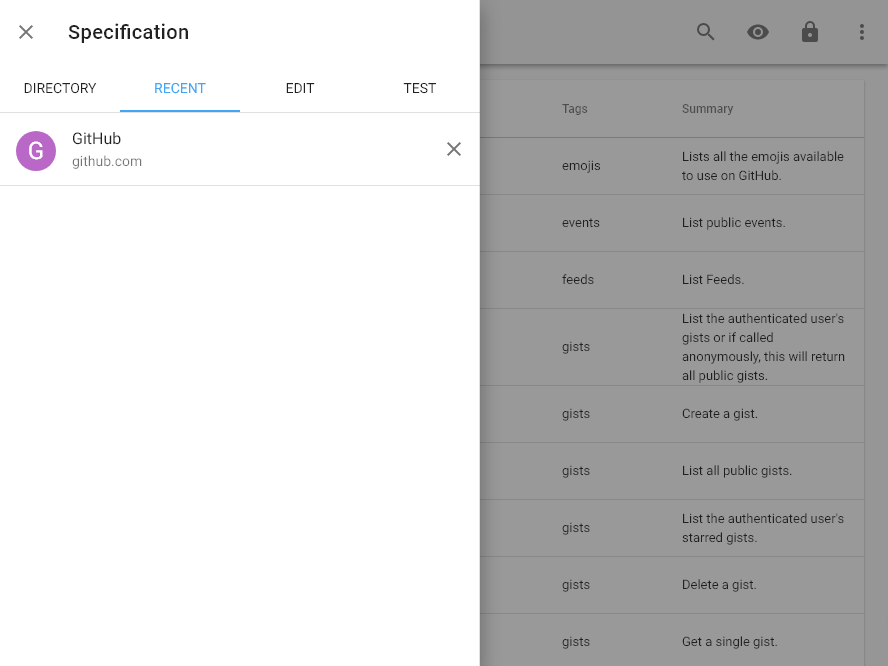 Specification
DIRECTORY
RECENT
EDIT
TEST
G
GitHub
github.com
Tags
Summary
emojis
Lists all the emojis available
to use on GitHub.
events
List public events.
feeds
List Feeds.
gists
List the authenticated user's
gists or if called
anonymously, this will return
all public gists.
gists
Create a gist.
gists
List all public gists.
gists
List the authenticated user's
starred gists.
gists
Delete a gist.
gists
Get a single gist.